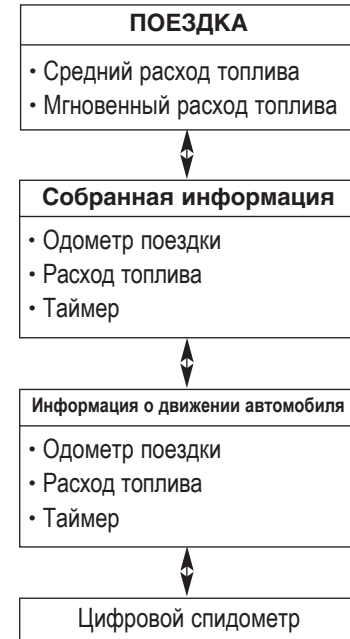 ПОЕЗДКА
• Средний расход топлива
• Мгновенный расход топлива
Собранная информация
• Одометр поездки
• Расход топлива
• Таймер
Информация о движении автомобиля
• Одометр поездки
• Расход топлива
• Таймер
Цифровой спидометр